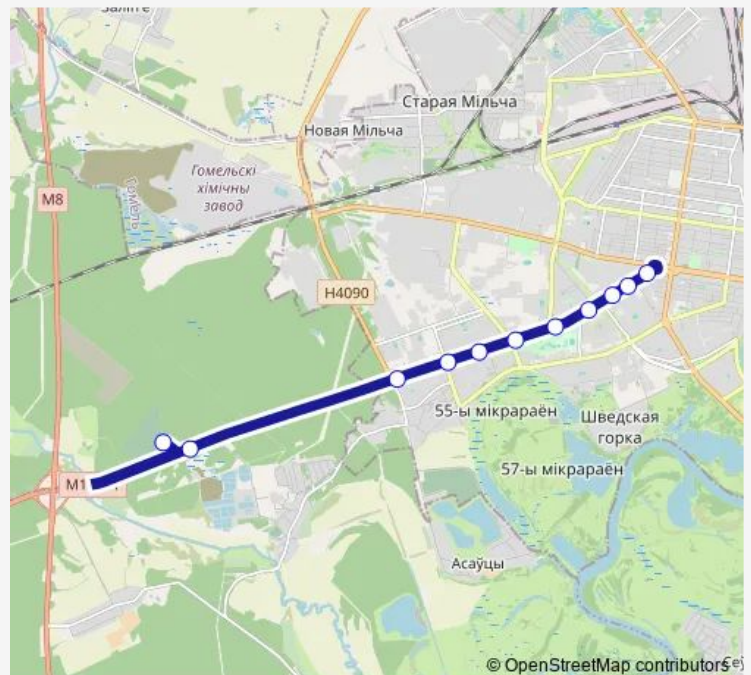 Старая Мільча
Новая Мільча
Гомельскі
хімічны
завод
Гомель
M8
H4090
55-ы мікрараён
Шведская
горка
57-ы мікрараён
M1
Асаўцы
© OpenStreetMap contributors